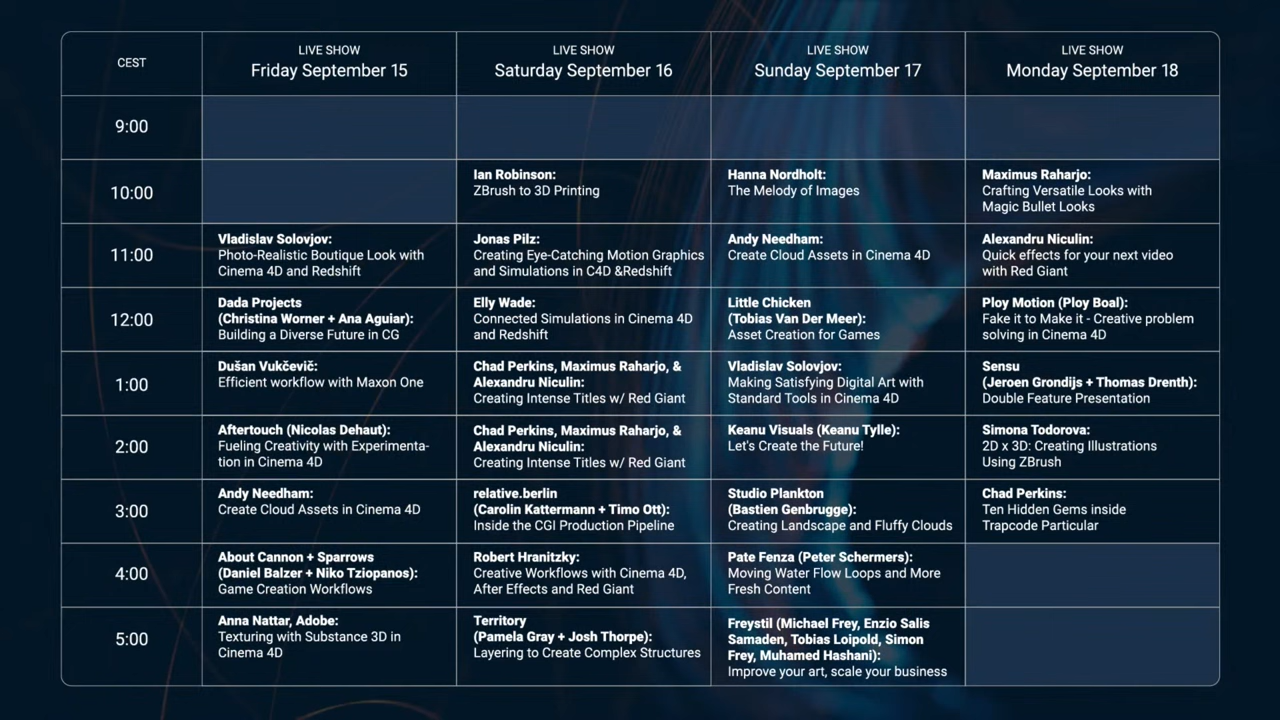 CEST
LIVE SHOW
Friday September 15
LIVE SHOW
Saturday September 16
LIVE SHOW
Sunday September 17
LIVE SHOW
Monday September 18
9:00
10:00
Ian Robinson:
ZBrush to 3D Printing
Hanna Nordholt:
The Melody of Images
Maximus Raharjo:
Crafting Versatile Looks with
Magic Bullet Looks
11:00
Vladislav Solovjov:
Photo-Realistic Boutique Look with
Cinema 4D and Redshift
Jonas Pilz:
Creating Eye-Catching Motion Graphics
and Simulations in C4D &Redshift
Andy Needham:
Create Cloud Assets in Cinema 4D
Alexandru Niculin:
Quick effects for your next video
with Red Giant
12:00
Dada Projects
(Christina Worner + Ana Aguiar):
Building a Diverse Future in CG
Elly Wade:
Connected Simulations in Cinema 4D
and Redshift
Little Chicken
(Tobias Van Der Meer):
Asset Creation for Games
Ploy Motion (Ploy Boal):
Fake it to Make it - Creative problem
solving in Cinema 4D
1:00
Dušan Vukčevič:
Efficient workflow with Maxon One
Chad Perkins, Maximus Raharjo, &
Alexandru Niculin:
Creating Intense Titles w/ Red Giant
Vladislav Solovjov:
Making Satisfying Digital Art with
Standard Tools in Cinema 4D
Sensu
(Jeroen Grondijs + Thomas Drenth):
Double Feature Presentation
2:00
Aftertouch (Nicolas Dehaut):
Fueling Creativity with Experimenta-
tion in Cinema 4D
Chad Perkins, Maximus Raharjo, &
Alexandru Niculin:
Creating Intense Titles w/ Red Giant
Keanu Visuals (Keanu Tylle):
Let's Create the Future!
Simona Todorova:
2D x 3D: Creating Illustrations
Using ZBrush
3:00
Andy Needham:
Create Cloud Assets in Cinema 4D
relative.berlin
(Carolin Kattermann + Timo Ott):
Inside the CGI Production Pipeline
Studio Plankton
(Bastien Genbrugge):
Creating Landscape and Fluffy Clouds
Chad Perkins:
Ten Hidden Gems inside
Trapcode Particular
4:00
About Cannon + Sparrows
(Daniel Balzer + Niko Tziopanos):
Game Creation Workflows
Robert Hranitzky:
Creative Workflows with Cinema 4D,
After Effects and Red Giant
Pate Fenza (Peter Schermers):
Moving Water Flow Loops and More
Fresh Content
5:00
Anna Nattar, Adobe:
Texturing with Substance 3D in
Cinema 4D
Territory
(Pamela Gray + Josh Thorpe):
Layering to Create Complex Structures
Freystil (Michael Frey, Enzio Salis
Samaden, Tobias Loipold, Simon
Frey, Muhamed Hashani):
Improve your art, scale your business